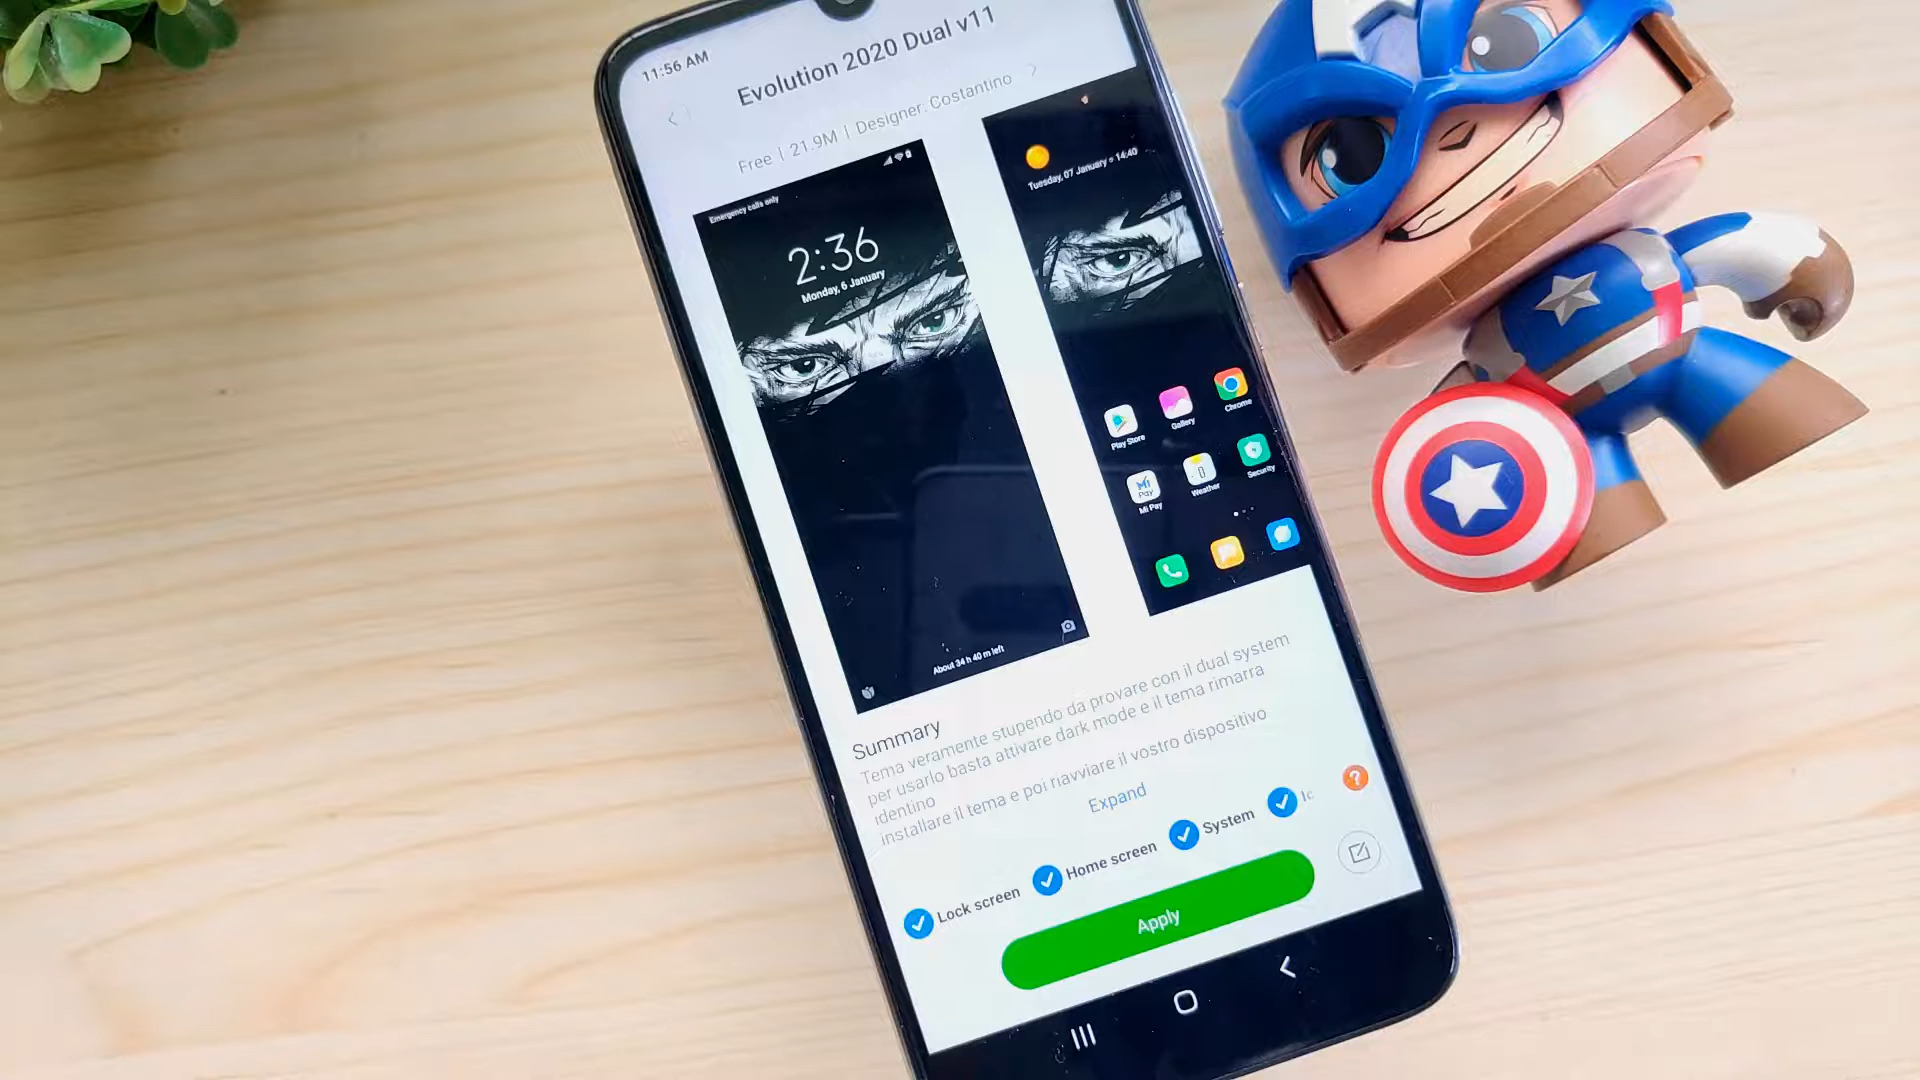 11:56 AM
Evolution 2020 Dual v11
Free | 21.9M | Designer: Costantino
Emergency calls only
2:36
Monday, 6 January
About 34 h 40 m left
Tuesday, 07 January 14:40
Play Store
Gallery
Chrome
Mi Pay
Mi Pay
Weather
Security
Summary
Tema veramente stupendo da provare con il dual system
per usarlo basta attivare dark mode e il tema rimarra
identino
installare il tema e poi riavviare il vostro dispositivo
Expand
Lock screen
Home screen
System
Ic
?
Apply